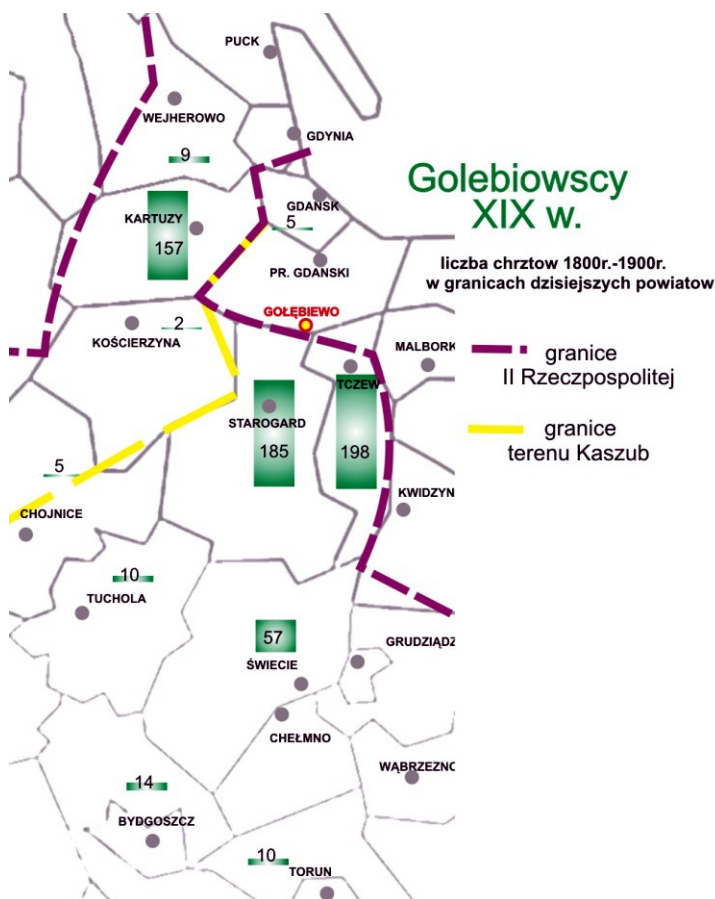 PUCK
WEJHEROWO
GDYNIA
9
Golebiowscy
XIX w.
GDAŃSK
KARTUZY
5
157
liczba chrztow 1800r.-1900r.
w granicach dzisiejszych powiatow
PR. GDAŃSKI
GOŁĘBIEWO
2
KOŚCIERZYNA
MALBORK
granice
II Rzeczpospolitej
TCZEW
STAROGARD
185
198
granice
terenu Kaszub
5
KWIDZYN
CHOJNICE
10
TUCHOLA
57
GRUDZIĄDZ
ŚWIECIE
CHEŁMNO
WĄBRZEZNO
14
BYDGOSZCZ
10
TORUN